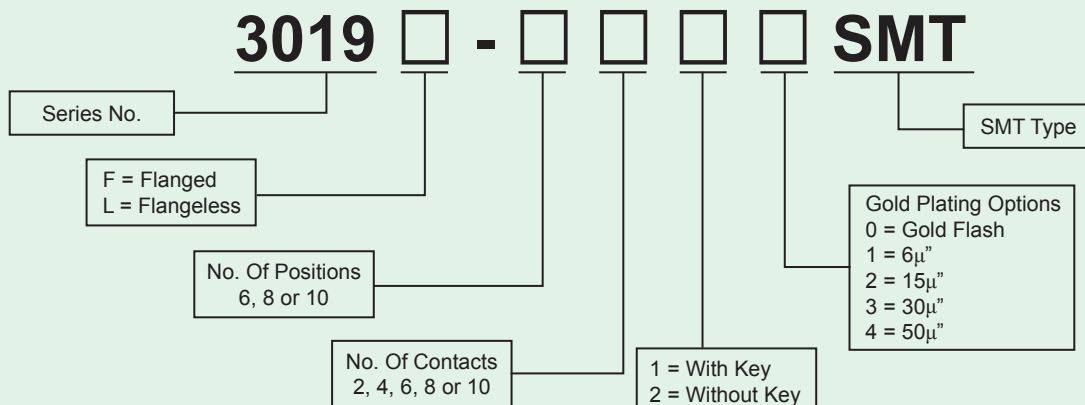 3019 □ - □ □ □ □ SMT
Series No.
SMT Type
F = Flanged
L = Flangeless
Gold Plating Options
0 = Gold Flash
1 = 6μ”
2 = 15μ”
3 = 30μ”
4 = 50μ”
No. Of Positions
6, 8 or 10
No. Of Contacts
2, 4, 6, 8 or 10
1 = With Key
2 = Without Key